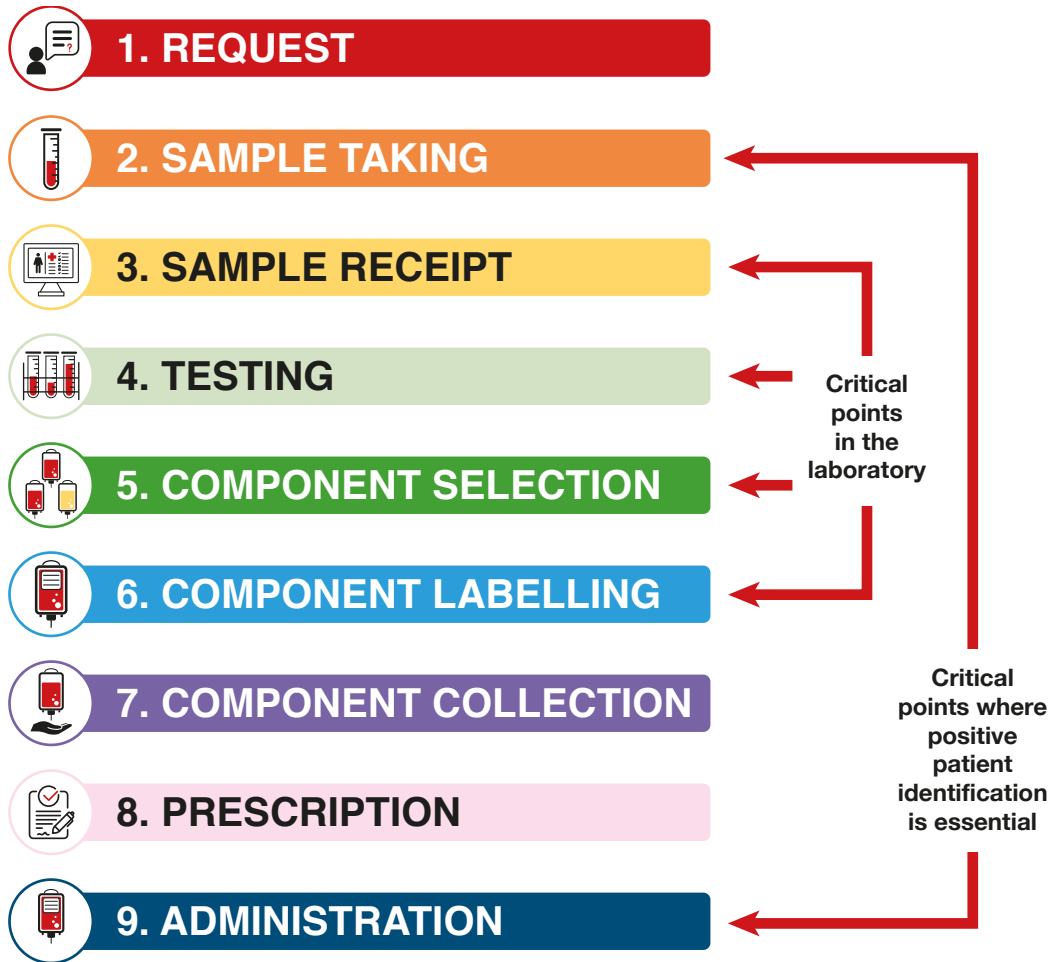 1. REQUEST
2. SAMPLE TAKING
3. SAMPLE RECEIPT
4. TESTING
5. COMPONENT SELECTION
6. COMPONENT LABELLING
7. COMPONENT COLLECTION
8. PRESCRIPTION
9. ADMINISTRATION
Critical
points
in the
laboratory
Critical
points where
positive
patient
identification
is essential